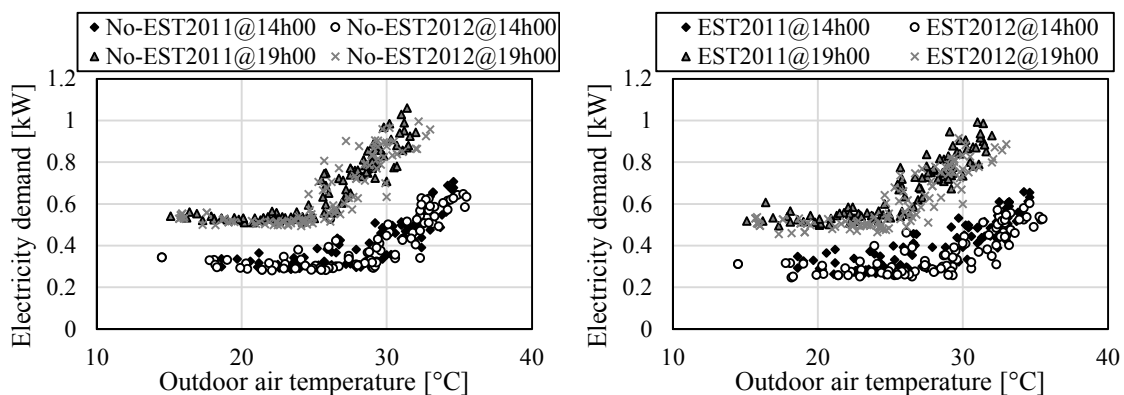 No-EST2011@14h00 No-EST2012@14h00
No-EST2011@19h00 No-EST2012@19h00
Electricity demand [kW]
1.2
1
0.8
0.6
0.4
0.2
0
10 20 30 40
Outdoor air temperature [°C]
EST2011@14h00 EST2012@14h00
EST2011@19h00 EST2012@19h00
Electricity demand [kW]
1.2
1
0.8
0.6
0.4
0.2
0
10 20 30 40
Outdoor air temperature [°C]